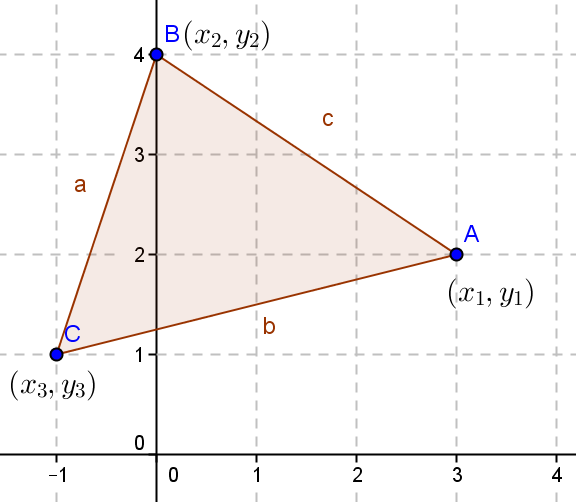 B (x₂, y₂)
4
c
3
a
A
2
(x₁, y₁)
C
b
1
(x₃, y₃)
0
−1 0 1 2 3 4